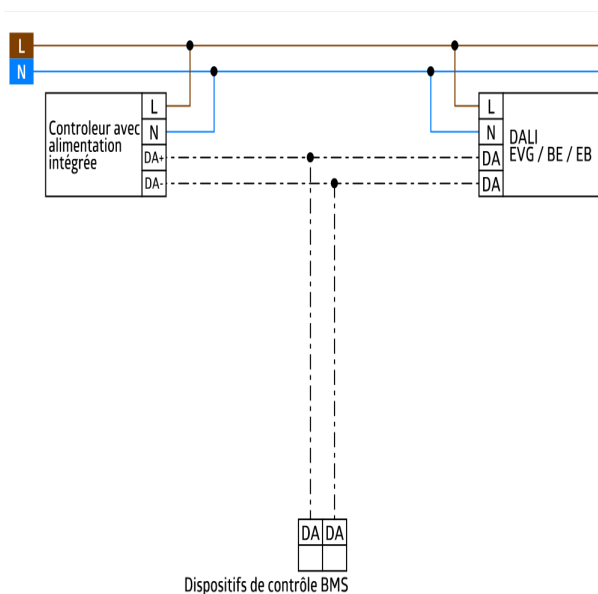 L
N
Controleur avec
alimentation
intégrée
L
N
DA+
DA-
L
N
DA
DA
DALI
EVG / BE / EB
DA DA
Dispositifs de contrôle BMS